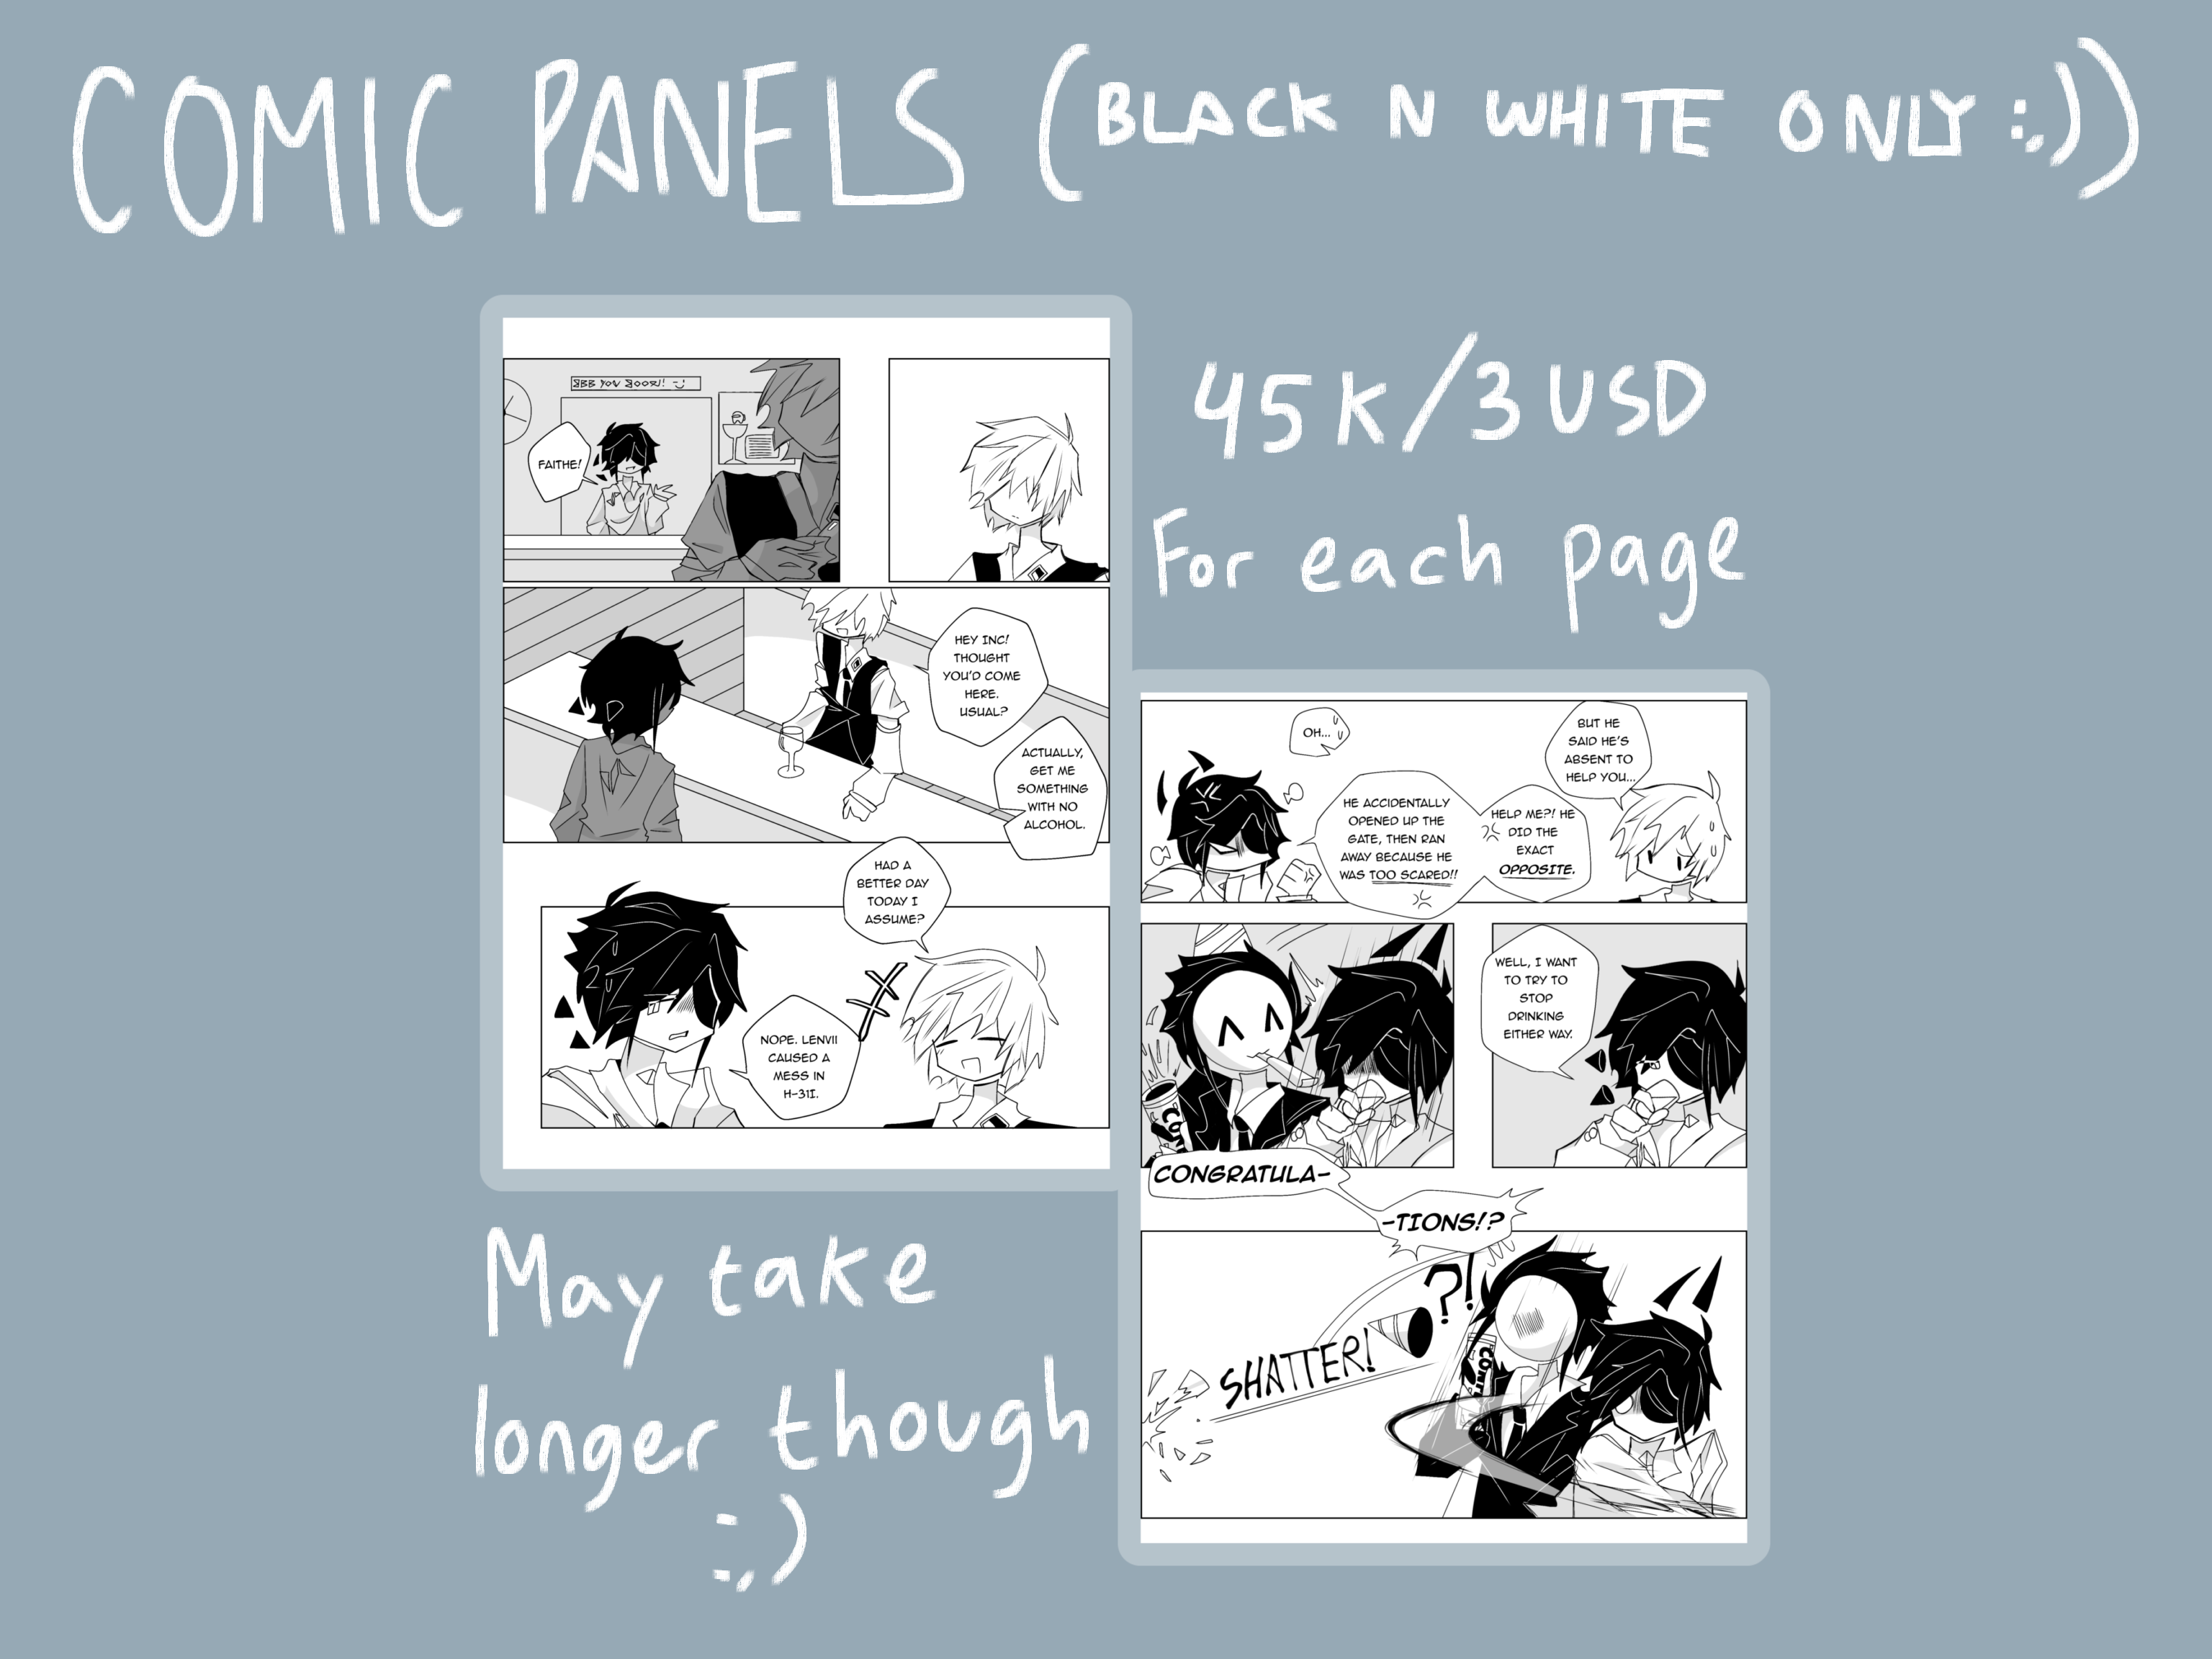 COMIC PANELS (BLACK N WHITE ONLY :,))
45K/3USD
For each page
FAITHE!
HEY INC!
THOUGHT
YOU'D COME
HERE.
USUAL?
ACTUALLY,
GET ME
SOMETHING
WITH NO
ALCOHOL.
HAD A
BETTER DAY
TODAY I
ASSUME?
NOPE. LENVII
CAUSED A
MESS IN
H-31I.
OH...
BUT HE
SAID HE'S
ABSENT TO
HELP YOU...
HE ACCIDENTALLY
OPENED UP THE
GATE, THEN RAN
AWAY BECAUSE HE
WAS TOO SCARED!!
HELP ME?! HE
DID THE
EXACT
OPPOSITE.
WELL, I WANT
TO TRY TO
STOP
DRINKING
EITHER WAY.
CONGRATULA-
-TIONS!?
?!
SHATTER!
May take
longer though
:,)